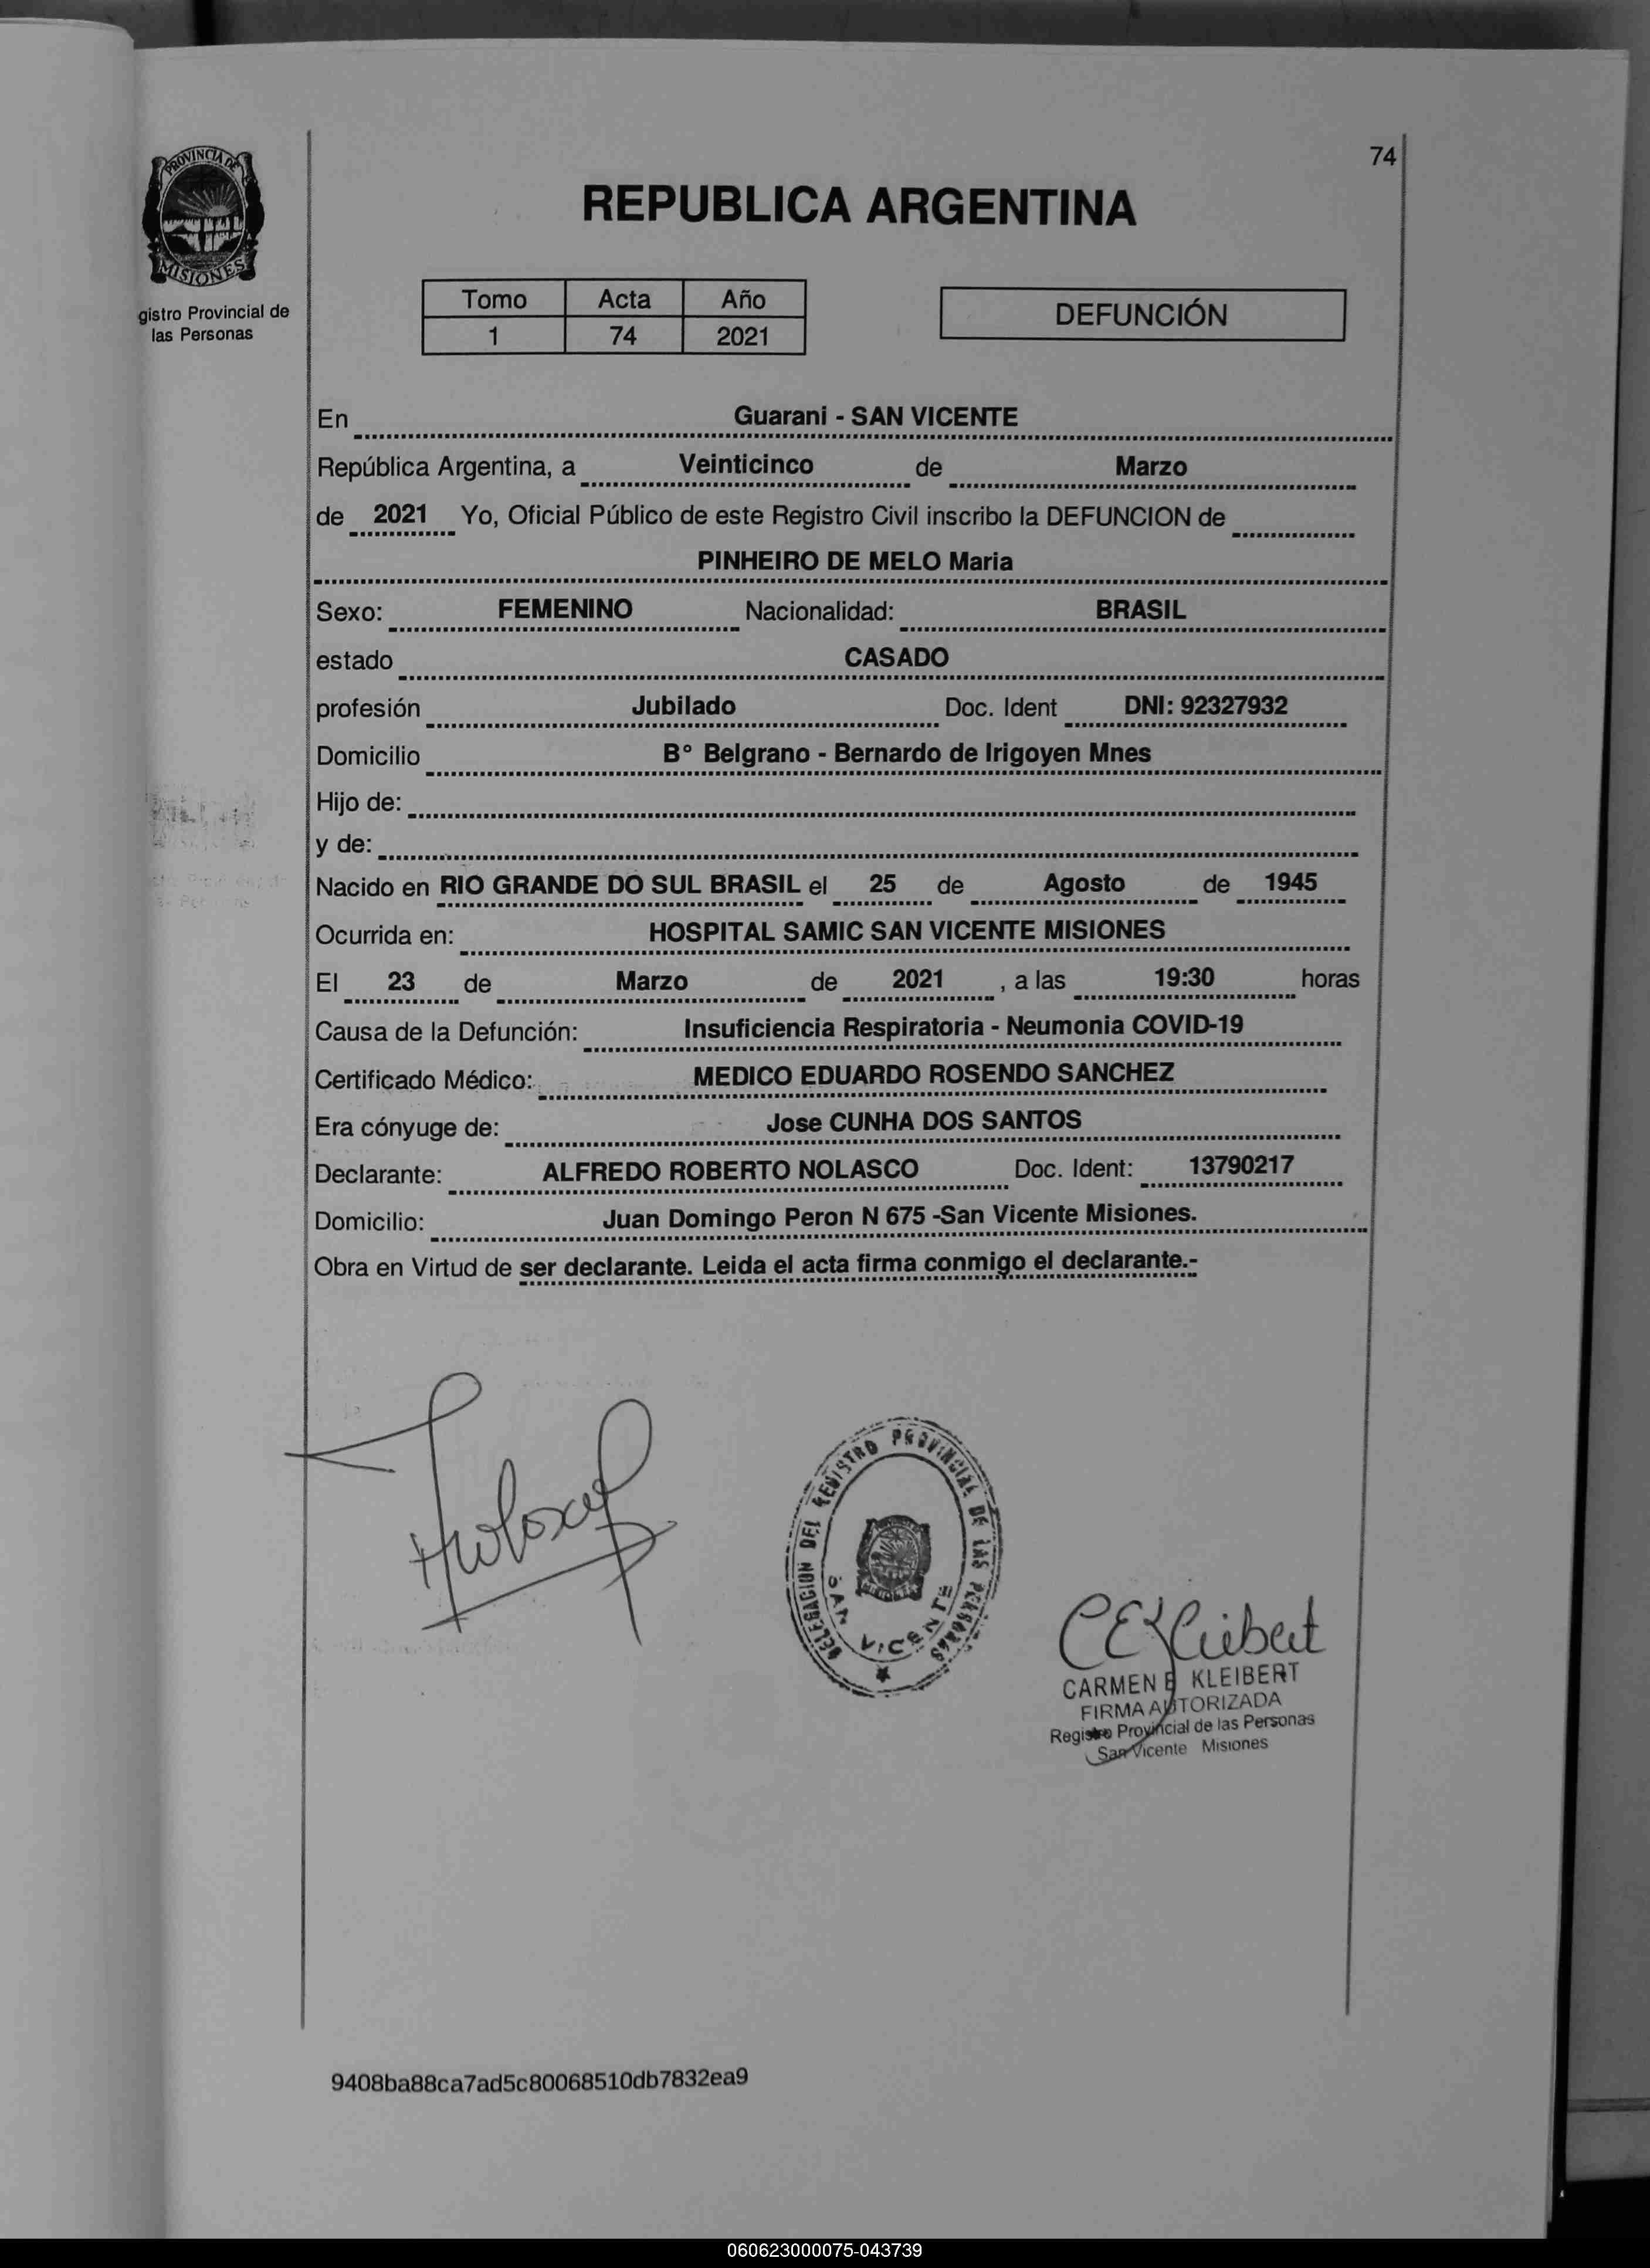 74
PROVINCIA DE
MISIONES
gistro Provincial de
las Personas
REPUBLICA ARGENTINA
Tomo Acta Año
1 74 2021
DEFUNCIÓN
En Guarani - SAN VICENTE
República Argentina, a Veinticinco de Marzo
de 2021 Yo, Oficial Público de este Registro Civil inscribo la DEFUNCION de
PINHEIRO DE MELO Maria
Sexo: FEMENINO Nacionalidad: BRASIL
estado CASADO
profesión Jubilado Doc. Ident DNI: 92327932
Domicilio B° Belgrano - Bernardo de Irigoyen Mnes
Hijo de:
y de:
Nacido en RIO GRANDE DO SUL BRASIL el 25 de Agosto de 1945
Ocurrida en: HOSPITAL SAMIC SAN VICENTE MISIONES
El 23 de Marzo de 2021 , a las 19:30 horas
Causa de la Defunción: Insuficiencia Respiratoria - Neumonia COVID-19
Certificado Médico: MEDICO EDUARDO ROSENDO SANCHEZ
Era cónyuge de: Jose CUNHA DOS SANTOS
Declarante: ALFREDO ROBERTO NOLASCO Doc. Ident: 13790217
Domicilio: Juan Domingo Peron N 675 -San Vicente Misiones.
Obra en Virtud de ser declarante. Leida el acta firma conmigo el declarante.-
DELEGACION DEL REGISTRO PROVINCIAL DE LAS PERSONAS
SAN VICENTE
CARMEN E KLEIBERT
FIRMA AUTORIZADA
Registro Provincial de las Personas
San Vicente Misiones
9408ba88ca7ad5c80068510db7832ea9
060623000075-043739